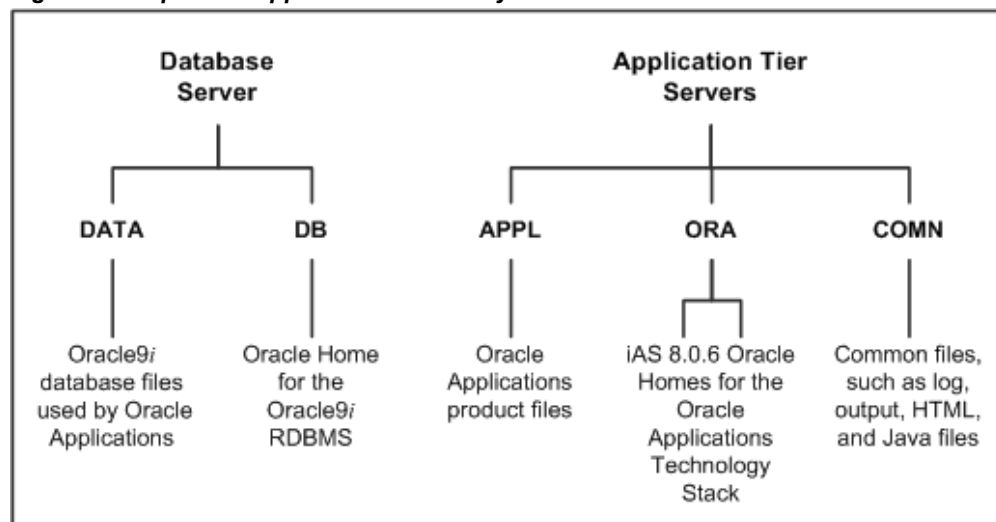 Database
Server
Application Tier
Servers
DATA
DB
APPL
ORA
COMN
Oracle9i
database files
used by Oracle
Applications
Oracle Home
for the
Oracle9i
RDBMS
Oracle
Applications
product files
iAS 8.0.6 Oracle
Homes for the
Oracle
Applications
Technology
Stack
Common files,
such as log,
output, HTML,
and Java files